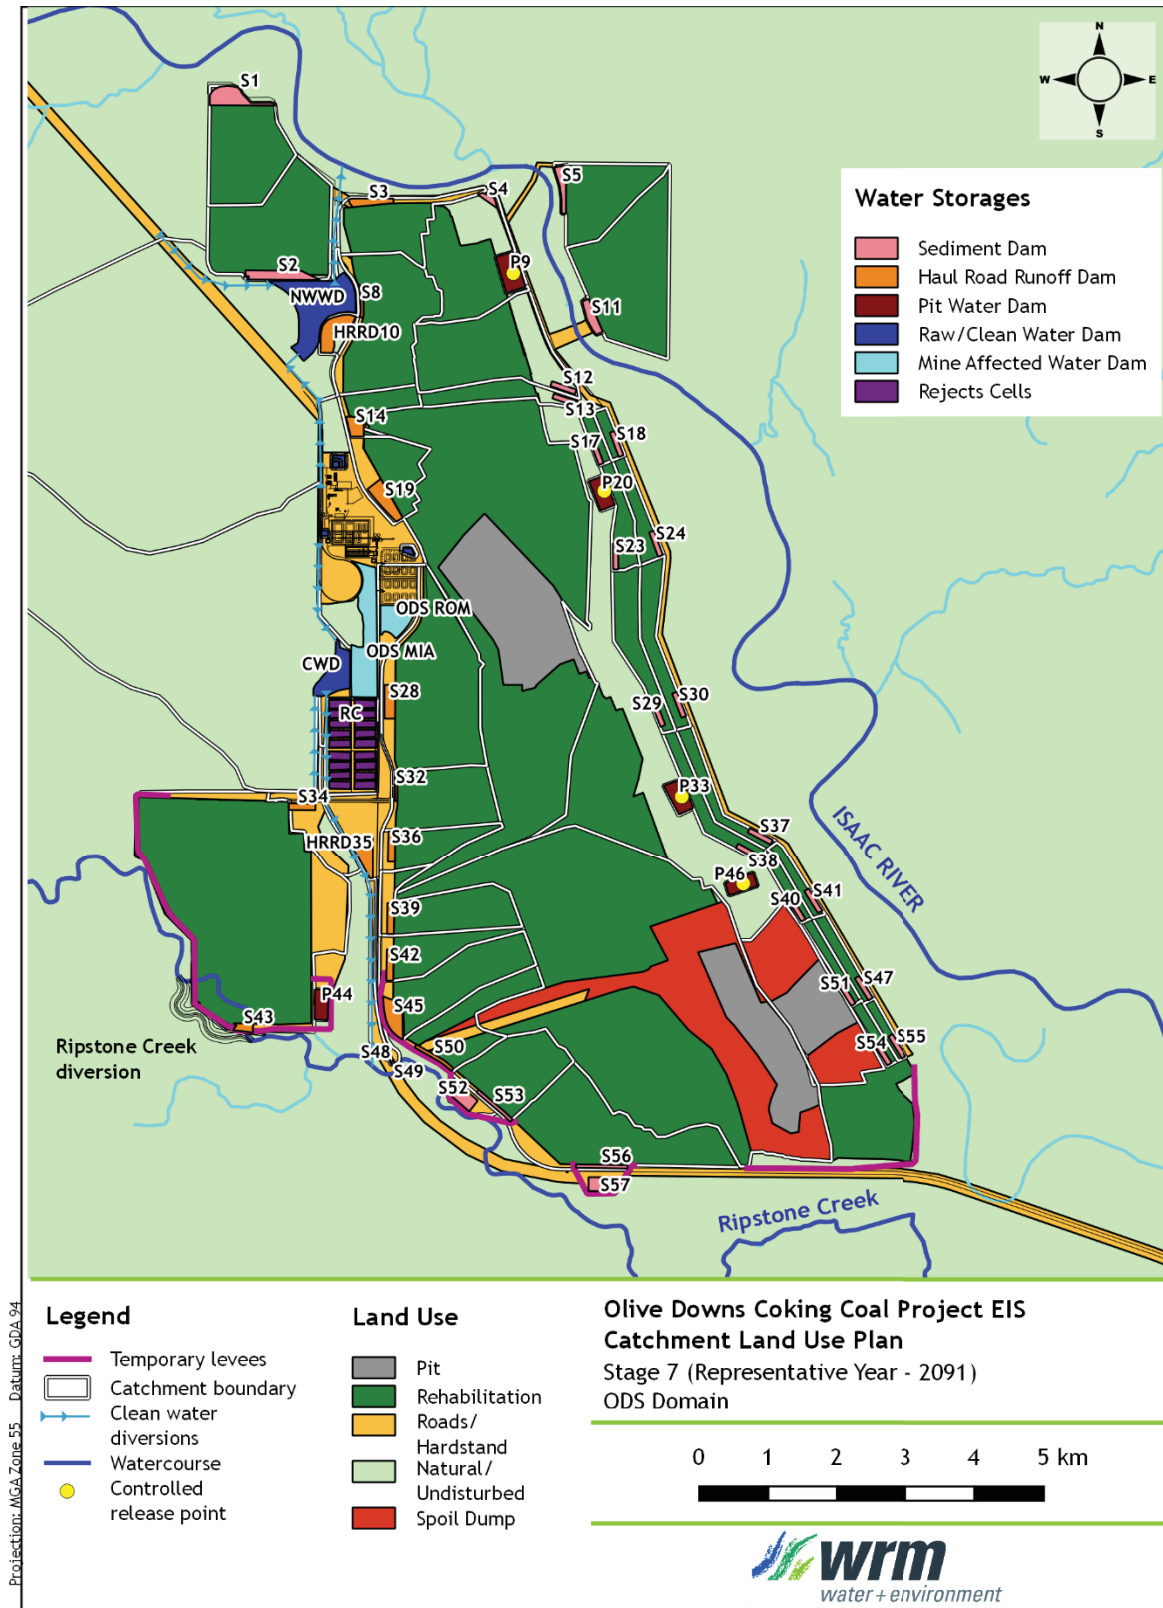 N
W E
S
S1
S5
S3
S4
Water Storages
Sediment Dam
Haul Road Runoff Dam
Pit Water Dam
Raw/Clean Water Dam
Mine Affected Water Dam
Rejects Cells
P9
S2
NWWD
S8
S11
HRRD10
S12
S13
S14
S17
S18
P20
S19
S24
S23
ODS ROM
ODS MIA
CWD
S28
S29
S30
RC
S32
P33
S34
S37
HRRD35
S36
S38
P46
ISAAC RIVER
S41
S40
S39
S42
S51
S47
P44
S45
S43
Ripstone Creek
diversion
S48
S49
S50
S54
S55
S52
S53
S56
S57
Ripstone Creek
Legend
Temporary levees
Catchment boundary
Clean water
diversions
Watercourse
Controlled
release point
Land Use
Pit
Rehabilitation
Roads/
Hardstand
Natural/
Undisturbed
Spoil Dump
Olive Downs Coking Coal Project EIS
Catchment Land Use Plan
Stage 7 (Representative Year - 2091)
ODS Domain
0 1 2 3 4 5 km
wrm
water + environment
Projection: MGA Zone 55 Datum: GDA 94